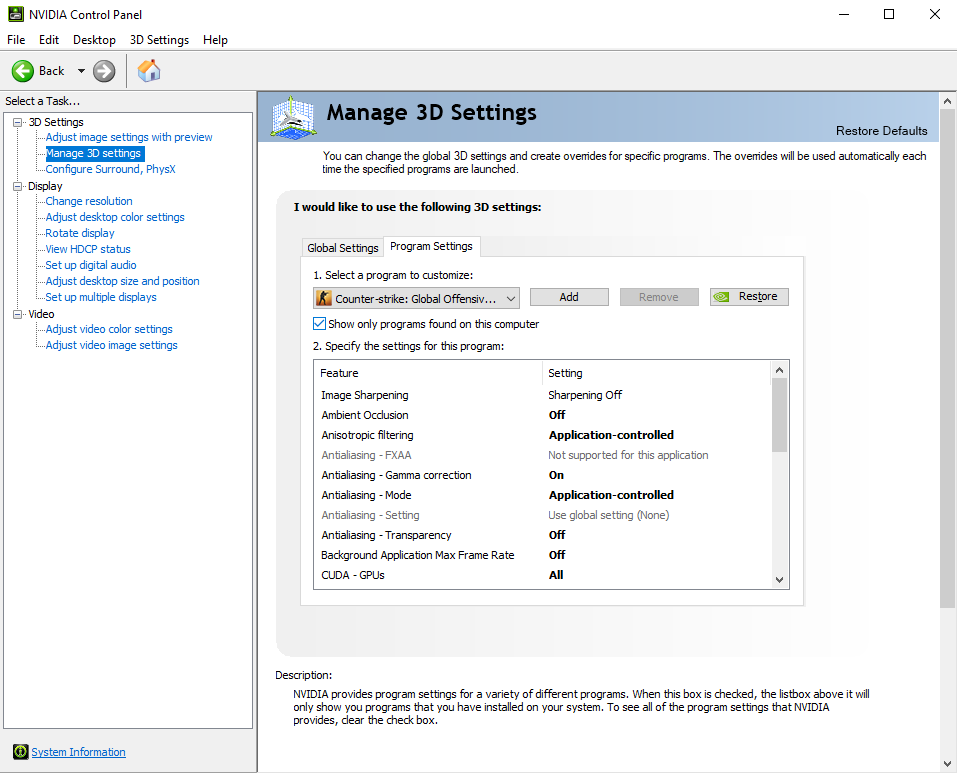 NVIDIA Control Panel
File Edit Desktop 3D Settings Help
Back
Select a Task...
3D Settings
Adjust image settings with preview
Manage 3D settings
Configure Surround, PhysX
Display
Change resolution
Adjust desktop color settings
Rotate display
View HDCP status
Set up digital audio
Adjust desktop size and position
Set up multiple displays
Video
Adjust video color settings
Adjust video image settings
System Information
Manage 3D Settings
Restore Defaults
You can change the global 3D settings and create overrides for specific programs. The overrides will be used automatically each
time the specified programs are launched.
I would like to use the following 3D settings:
Global Settings Program Settings
1. Select a program to customize:
Counter-strike: Global Offensiv... Add Remove Restore
Show only programs found on this computer
2. Specify the settings for this program:
Feature Setting
Image Sharpening Sharpening Off
Ambient Occlusion Off
Anisotropic filtering Application-controlled
Antialiasing - FXAA Not supported for this application
Antialiasing - Gamma correction On
Antialiasing - Mode Application-controlled
Antialiasing - Setting Use global setting (None)
Antialiasing - Transparency Off
Background Application Max Frame Rate Off
CUDA - GPUs All
Description:
NVIDIA provides program settings for a variety of different programs. When this box is checked, the listbox above it will
only show you programs that you have installed on your system. To see all of the program settings that NVIDIA
provides, clear the check box.